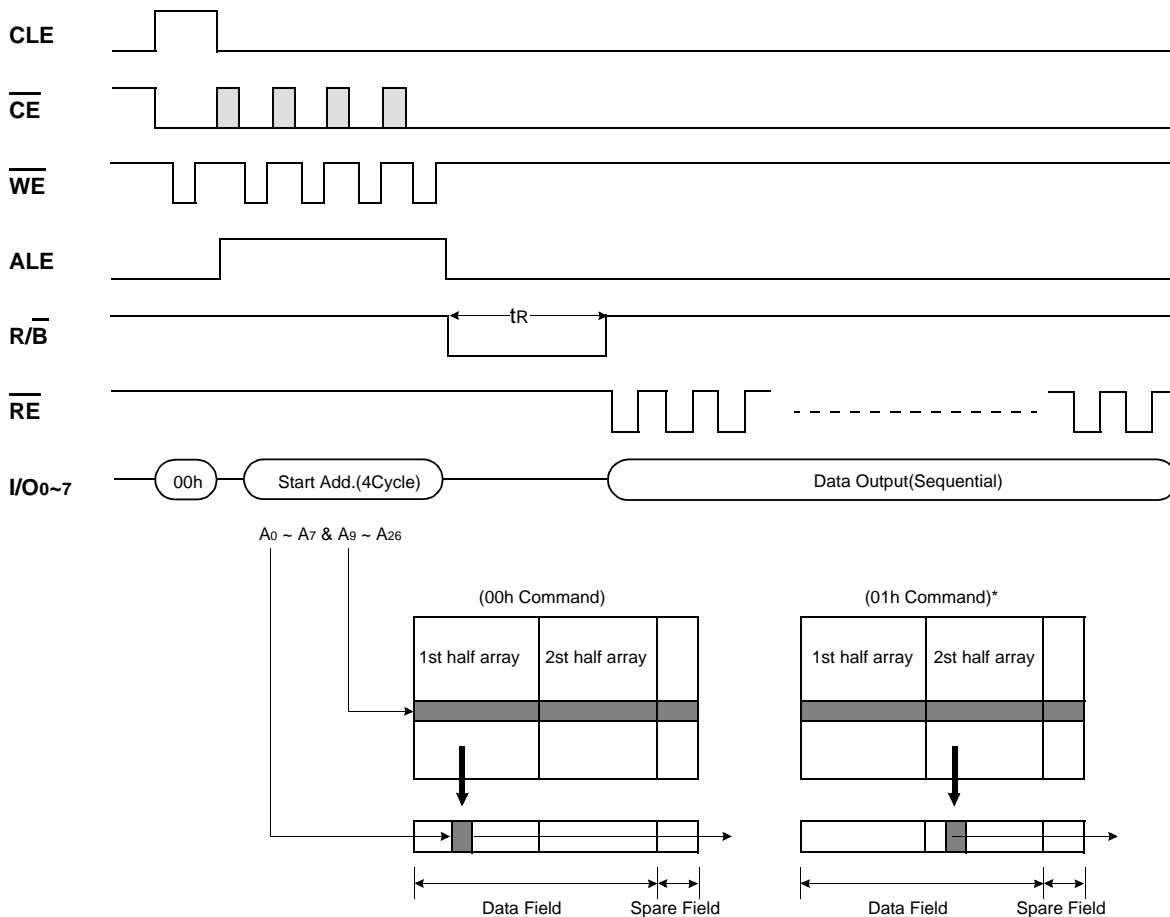 CLE
CE
WE
ALE
R/B
tR
RE
I/O0~7
00h
Start Add.(4Cycle)
Data Output(Sequential)
A0 ~ A7 & A9 ~ A26
(00h Command)
(01h Command)*
1st half array
2st half array
1st half array
2st half array
Data Field
Spare Field
Data Field
Spare Field